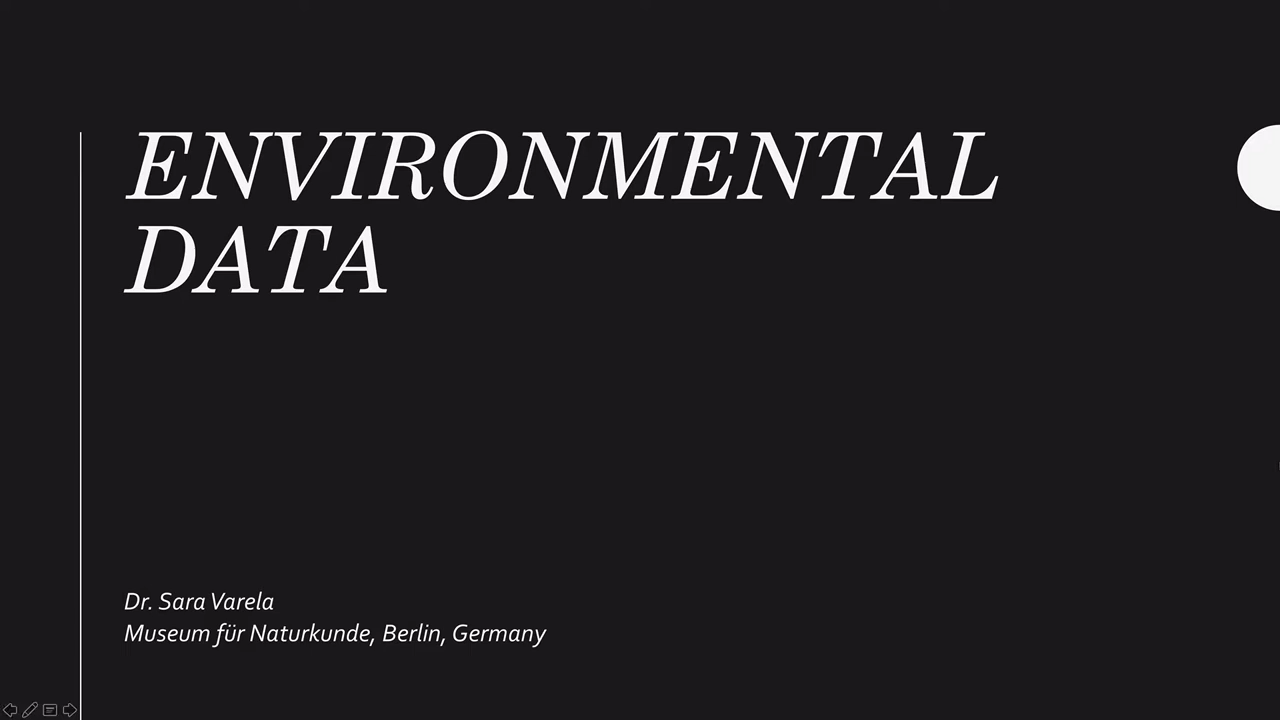 ENVIRONMENTAL
DATA
Dr. Sara Varela
Museum für Naturkunde, Berlin, Germany